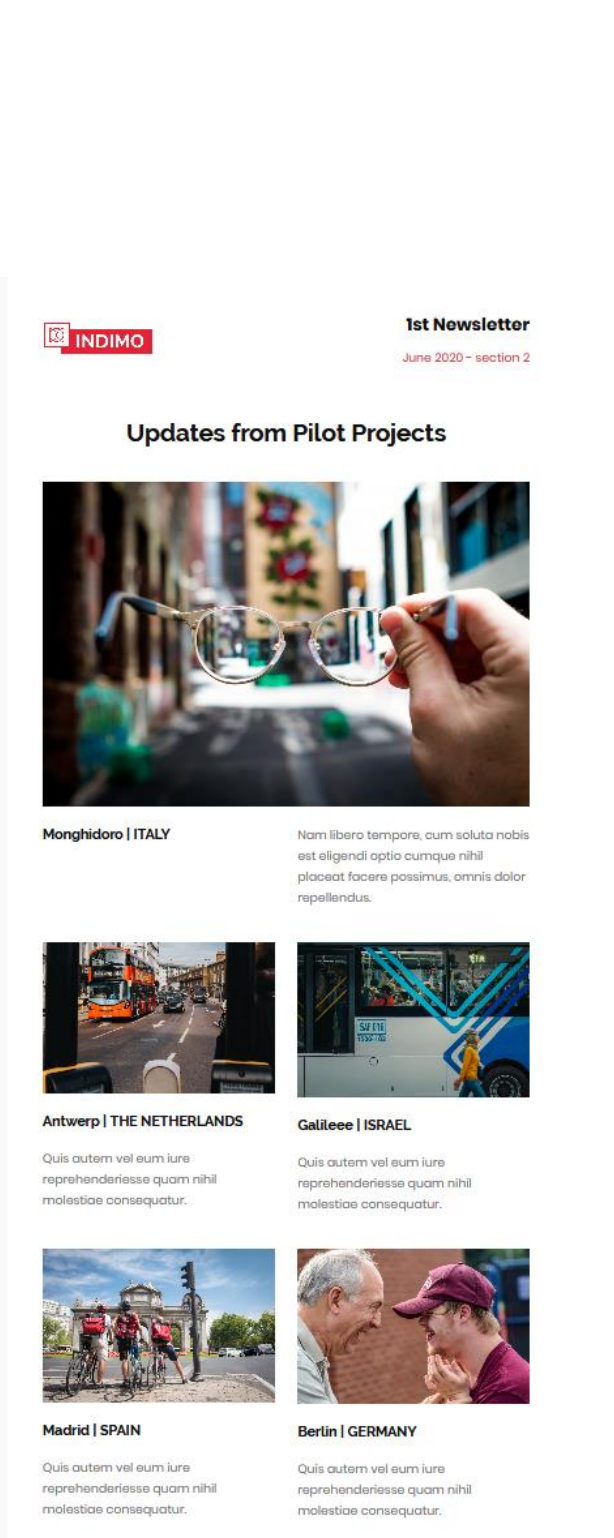 INDIMO
1st Newsletter
June 2020 - section 2
Updates from Pilot Projects
Monghidoro | ITALY
Nam libero tempore, cum soluta nobis
est eligendi optio cumque nihil
placeat facere possimus, omnis dolor
repellendus.
Antwerp | THE NETHERLANDS
Quis autem vel eum iure
reprehenderiesse quam nihil
molestiae consequatur.
Galileee | ISRAEL
Quis autem vel eum iure
reprehenderiesse quam nihil
molestiae consequatur.
Madrid | SPAIN
Quis autem vel eum iure
reprehenderiesse quam nihil
molestiae consequatur.
Berlin | GERMANY
Quis autem vel eum iure
reprehenderiesse quam nihil
molestiae consequatur.